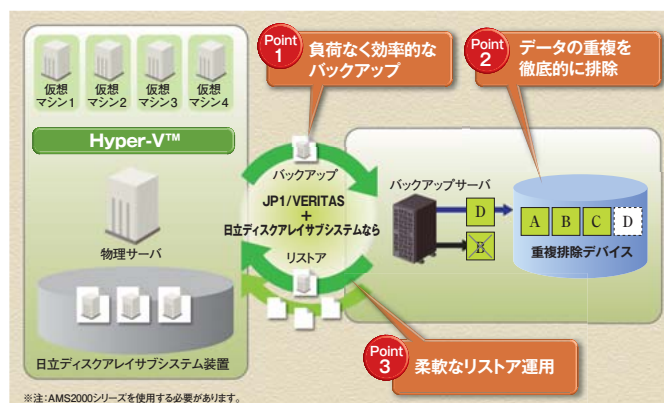 Point
1
負荷なく効率的な
バックアップ
Point
2
データの重複を
徹底的に排除
仮想
マシン1
仮想
マシン2
仮想
マシン3
仮想
マシン4
Hyper-V™
物理サーバ
日立ディスクアレイサブシステム装置
バックアップ
JP1/VERITAS
+
日立ディスクアレイサブシステムなら
リストア
バックアップサーバ
D
B
A B C D
重複排除デバイス
Point
3
柔軟なリストア運用
※注:AMS2000シリーズを使用する必要があります。